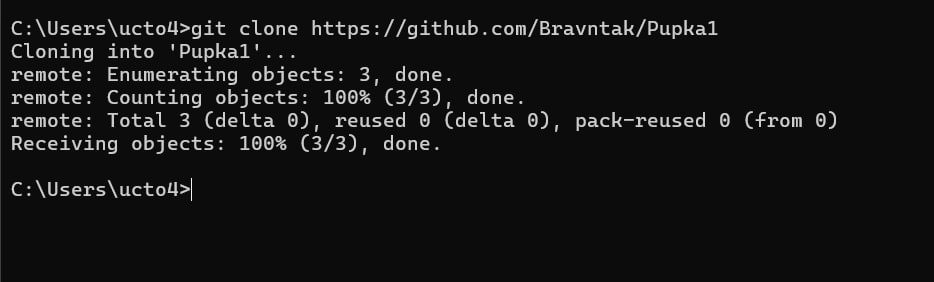 C:\Users\ucto4>git clone https://github.com/Bravntak/Pupka1
Cloning into 'Pupka1'...
remote: Enumerating objects: 3, done.
remote: Counting objects: 100% (3/3), done.
remote: Total 3 (delta 0), reused 0 (delta 0), pack-reused 0 (from 0)
Receiving objects: 100% (3/3), done.
C:\Users\ucto4>